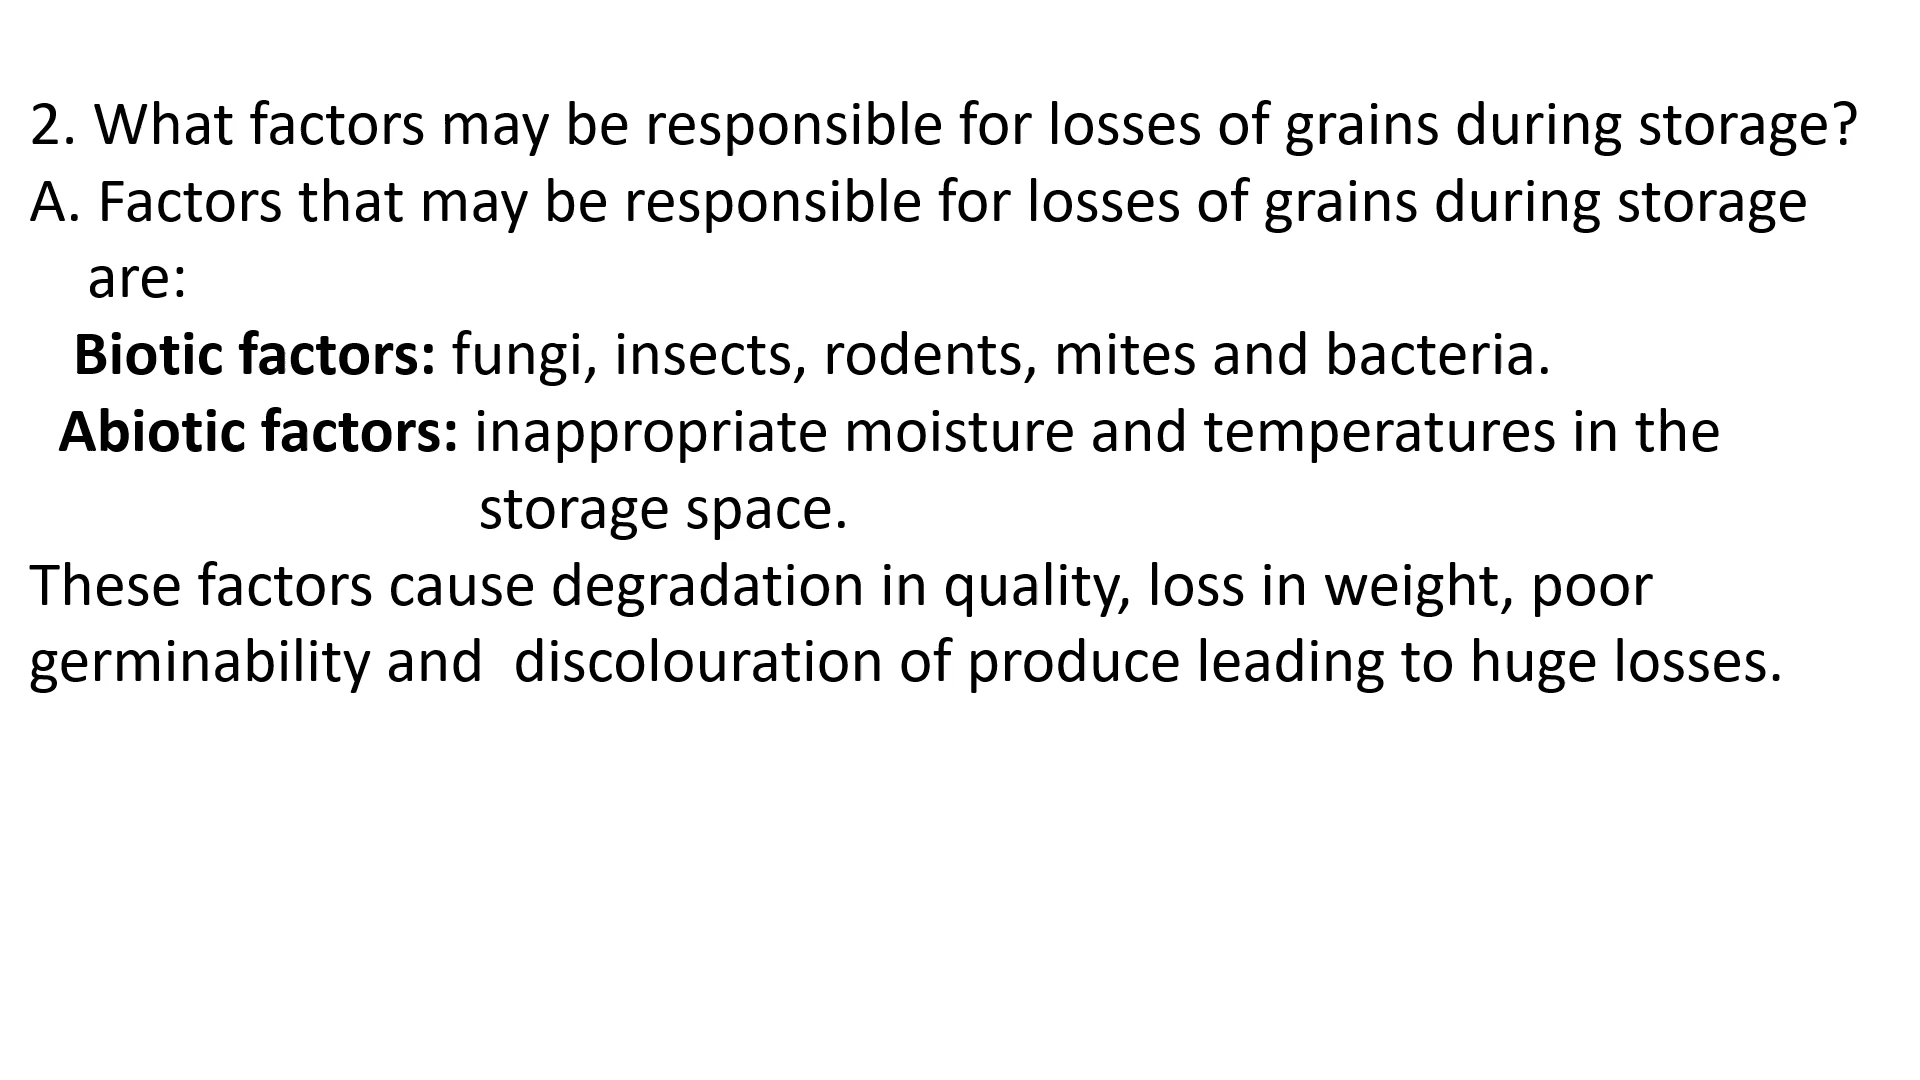 2. What factors may be responsible for losses of grains during storage?
A. Factors that may be responsible for losses of grains during storage
are:
Biotic factors: fungi, insects, rodents, mites and bacteria.
Abiotic factors: inappropriate moisture and temperatures in the
storage space.
These factors cause degradation in quality, loss in weight, poor
germinability and  discolouration of produce leading to huge losses.